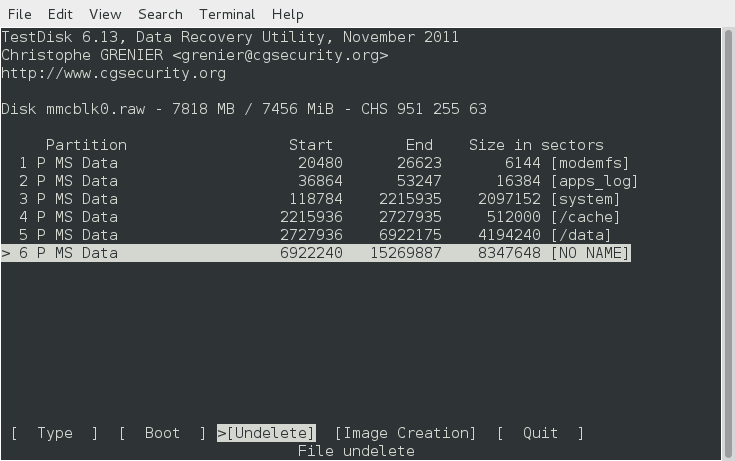 File Edit View Search Terminal Help
TestDisk 6.13, Data Recovery Utility, November 2011
Christophe GRENIER <grenier@cgsecurity.org>
http://www.cgsecurity.org
Disk mmcblk0.raw - 7818 MB / 7456 MiB - CHS 951 255 63
Partition Start End Size in sectors
1 P MS Data 20480 26623 6144 [modemfs]
2 P MS Data 36864 53247 16384 [apps_log]
3 P MS Data 118784 2215935 2097152 [system]
4 P MS Data 2215936 2727935 512000 [/cache]
5 P MS Data 2727936 6922175 4194240 [/data]
> 6 P MS Data 6922240 15269887 8347648 [NO NAME]
[ Type ] [ Boot ] >[Undelete] [Image Creation] [ Quit ]
File undelete